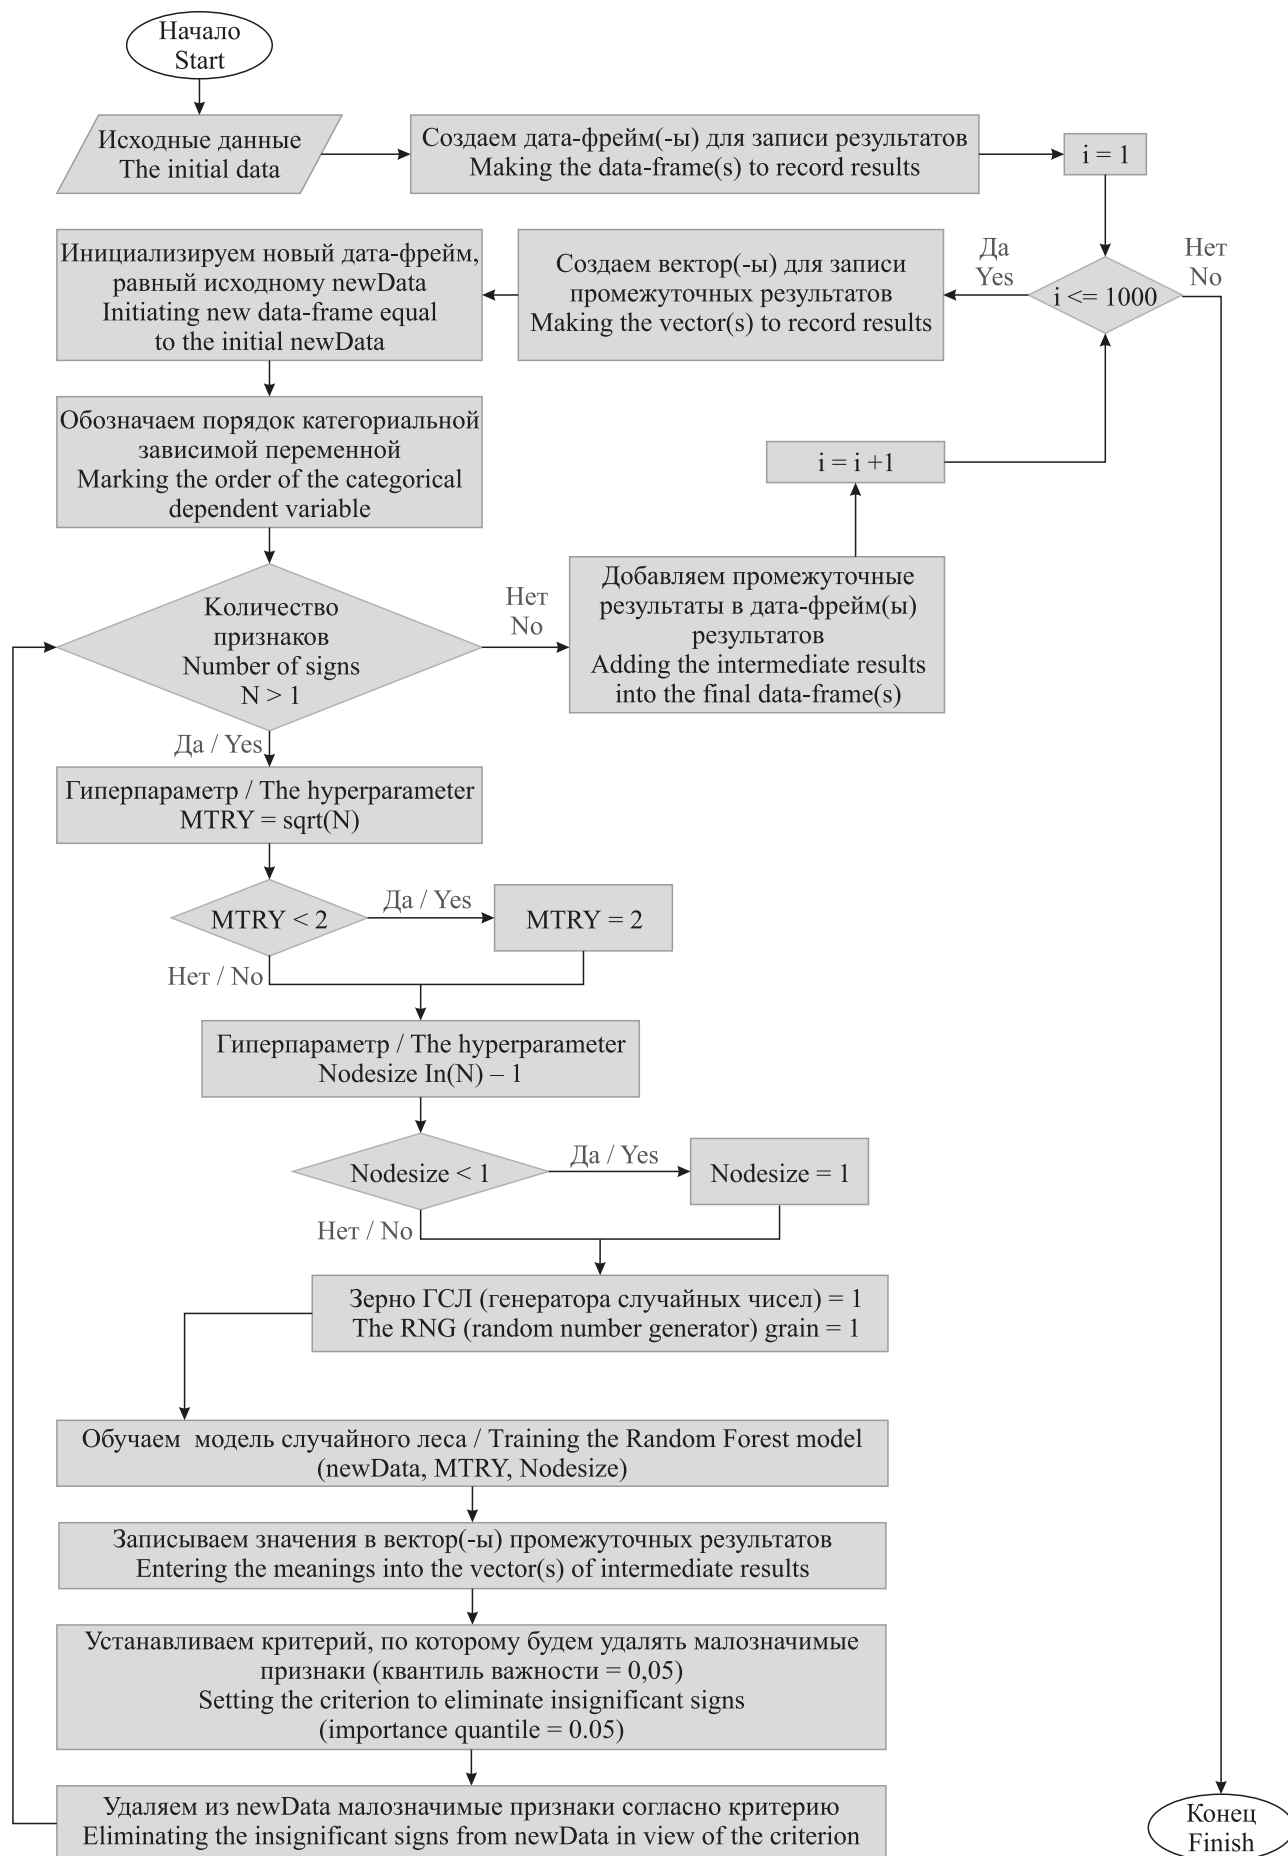 Начало
Start
Исходные данные
The initial data
Создаем дата-фрейм(-ы) для записи результатов
Making the data-frame(s) to record results
i = 1
i <= 1000
Да
Yes
Нет
No
Создаем вектор(-ы) для записи
промежуточных результатов
Making the vector(s) to record results
Инициализируем новый дата-фрейм,
равный исходному newData
Initiating new data-frame equal
to the initial newData
Обозначаем порядок категориальной
зависимой переменной
Marking the order of the categorical
dependent variable
Количество
признаков
Number of signs
N > 1
Нет
No
Добавляем промежуточные
результаты в дата-фрейм(ы)
результатов
Adding the intermediate results
into the final data-frame(s)
i = i +1
Да / Yes
Гиперпараметр / The hyperparameter
MTRY = sqrt(N)
MTRY < 2
Да / Yes
MTRY = 2
Нет / No
Гиперпараметр / The hyperparameter
Nodesize In(N) – 1
Nodesize < 1
Да / Yes
Nodesize = 1
Нет / No
Зерно ГСЛ (генератора случайных чисел) = 1
The RNG (random number generator) grain = 1
Обучаем модель случайного леса / Training the Random Forest model
(newData, MTRY, Nodesize)
Записываем значения в вектор(-ы) промежуточных результатов
Entering the meanings into the vector(s) of intermediate results
Устанавливаем критерий, по которому будем удалять малозначимые
признаки (квантиль важности = 0,05)
Setting the criterion to eliminate insignificant signs
(importance quantile = 0.05)
Удаляем из newData малозначимые признаки согласно критерию
Eliminating the insignificant signs from newData in view of the criterion
Конец
Finish